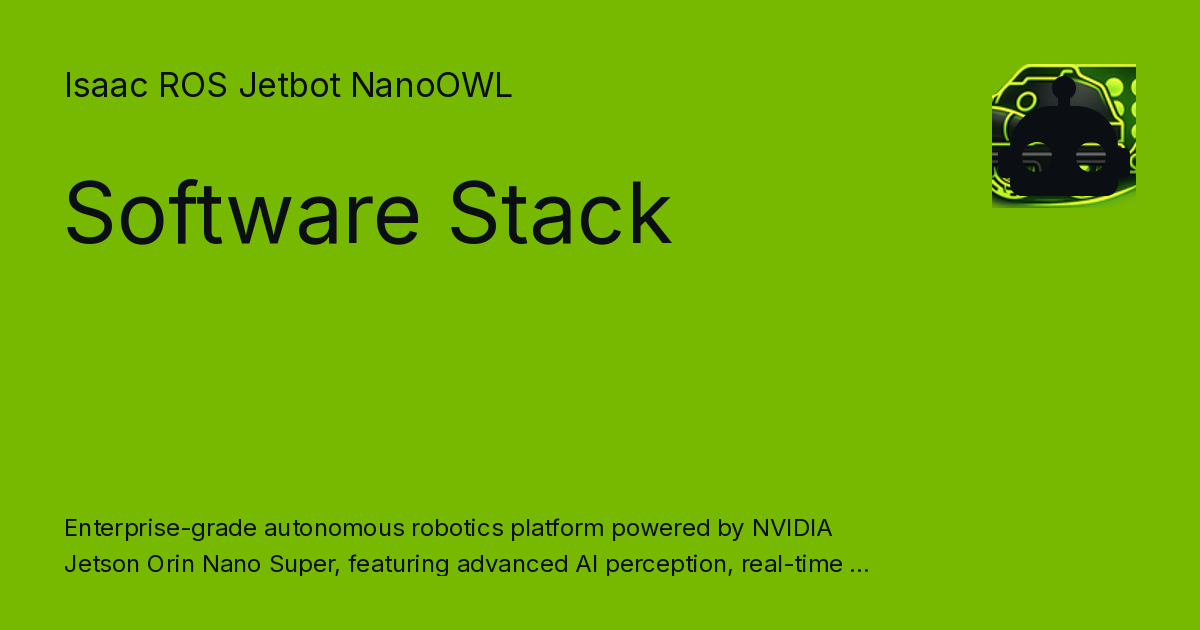 Isaac ROS Jetbot NanoOWL
Software Stack
Enterprise-grade autonomous robotics platform powered by NVIDIA
Jetson Orin Nano Super, featuring advanced AI perception, real-time ...